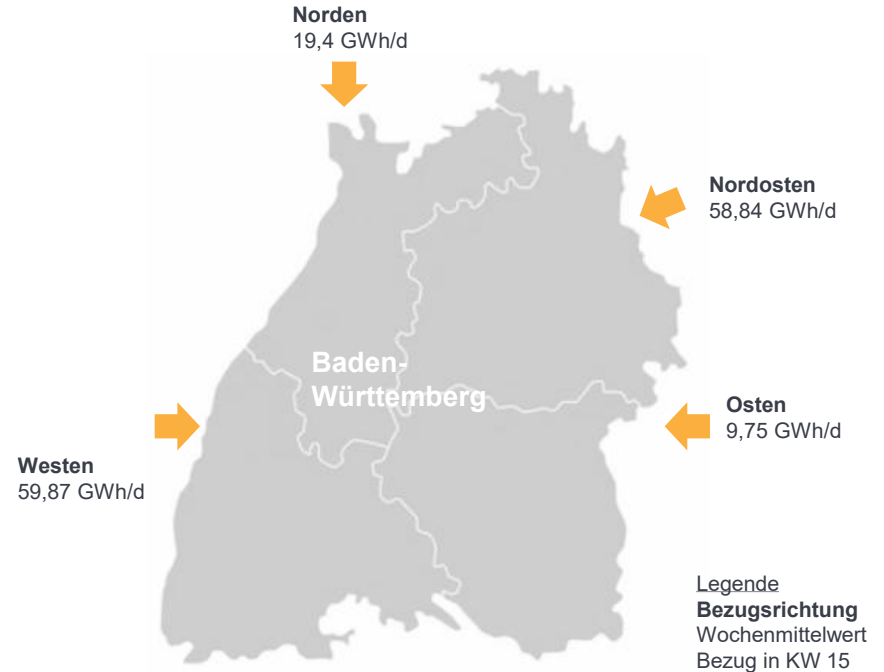 Norden
19,4 GWh/d
Nordosten
58,84 GWh/d
Baden-
Württemberg
Osten
9,75 GWh/d
Westen
59,87 GWh/d
Legende
Bezugsrichtung
Wochenmittelwert
Bezug in KW 15